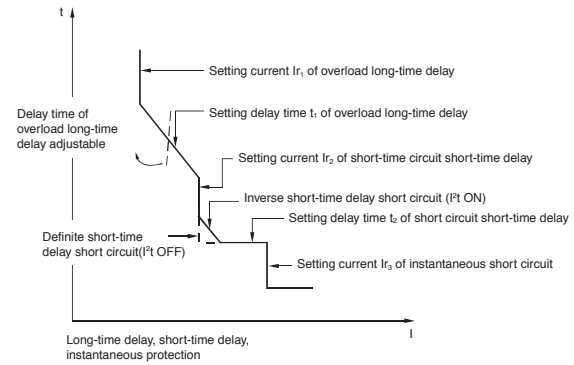 t
Setting current Ir₁ of overload long-time delay
Delay time of
overload long-time
delay adjustable
Setting delay time t₁ of overload long-time delay
Setting current Ir₂ of short-time circuit short-time delay
Inverse short-time delay short circuit (I²t ON)
Setting delay time t₂ of short circuit short-time delay
Definite short-time
delay short circuit(I²t OFF)
Setting current Ir₃ of instantaneous short circuit
I
Long-time delay, short-time delay,
instantaneous protection